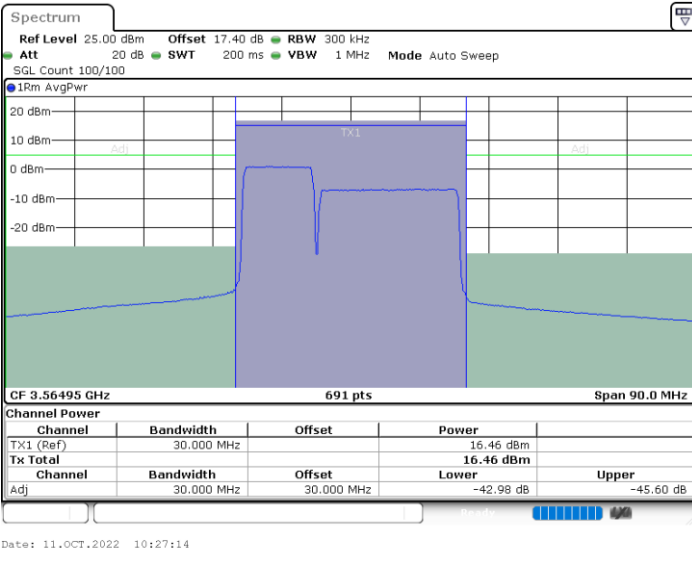 Spectrum
Ref Level 25.00 dBm Offset 17.40 dB RBW 300 kHz
Att 20 dB SWT 200 ms VBW 1 MHz Mode Auto Sweep
SGL Count 100/100
1Rm AvgPwr
20 dBm
TX1
10 dBm
Adj Adj
0 dBm
-10 dBm
-20 dBm
CF 3.56495 GHz 691 pts Span 90.0 MHz
Channel Power
Channel Bandwidth Offset Power
TX1 (Ref) 30.000 MHz 16.46 dBm
Tx Total 16.46 dBm
Channel Bandwidth Offset Lower Upper
Adj 30.000 MHz 30.000 MHz -42.98 dB -45.60 dB
Ready
Date: 11.OCT.2022 10:27:14